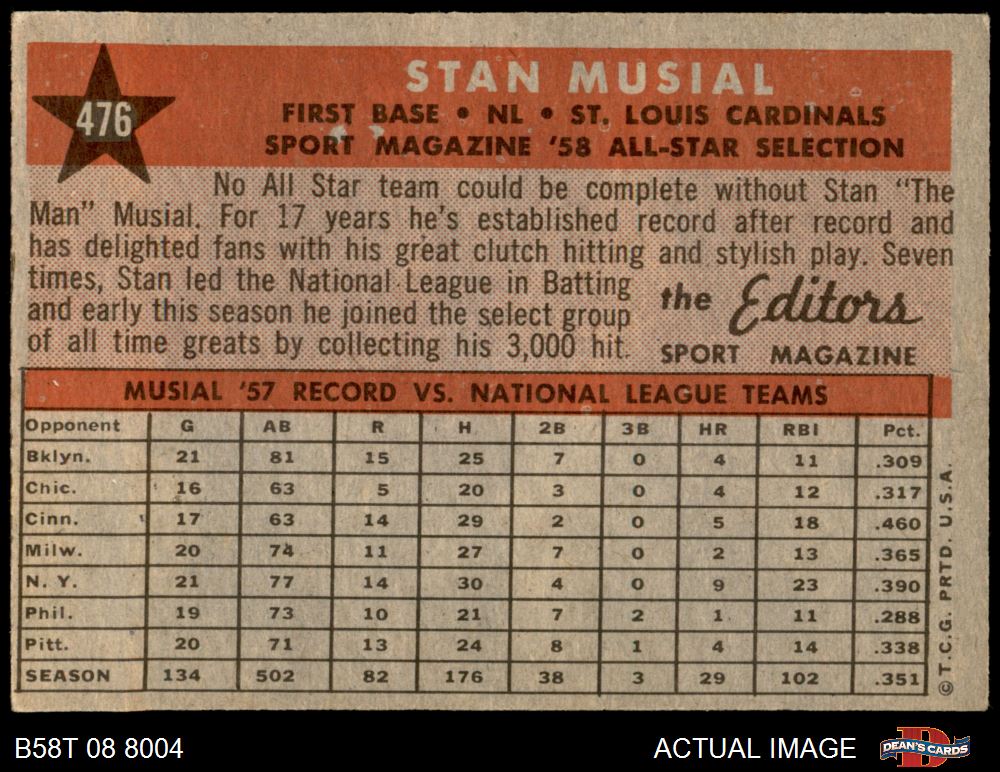 476
STAN MUSIAL
FIRST BASE • NL • ST. LOUIS CARDINALS
SPORT MAGAZINE '58 ALL-STAR SELECTION
No All Star team could be complete without Stan "The
Man" Musial. For 17 years he's established record after record and
has delighted fans with his great clutch hitting and stylish play. Seven
times, Stan led the National League in Batting
and early this season he joined the select group
of all time greats by collecting his 3,000 hit.
the Editors
SPORT MAGAZINE
MUSIAL '57 RECORD VS. NATIONAL LEAGUE TEAMS
Opponent G AB R H 2B 3B HR RBI Pct.
Bklyn. 21 81 15 25 7 0 4 11 .309
Chic. 16 63 5 20 3 0 4 12 .317
Cinn. 17 63 14 29 2 0 5 18 .460
Milw. 20 74 11 27 7 0 2 13 .365
N. Y. 21 77 14 30 4 0 9 23 .390
Phil. 19 73 10 21 7 2 1 11 .288
Pitt. 20 71 13 24 8 1 4 14 .338
SEASON 134 502 82 176 38 3 29 102 .351
© T.C.G. PRTD. U.S.A.
B58T 08 8004
ACTUAL IMAGE
DEAN'S CARDS